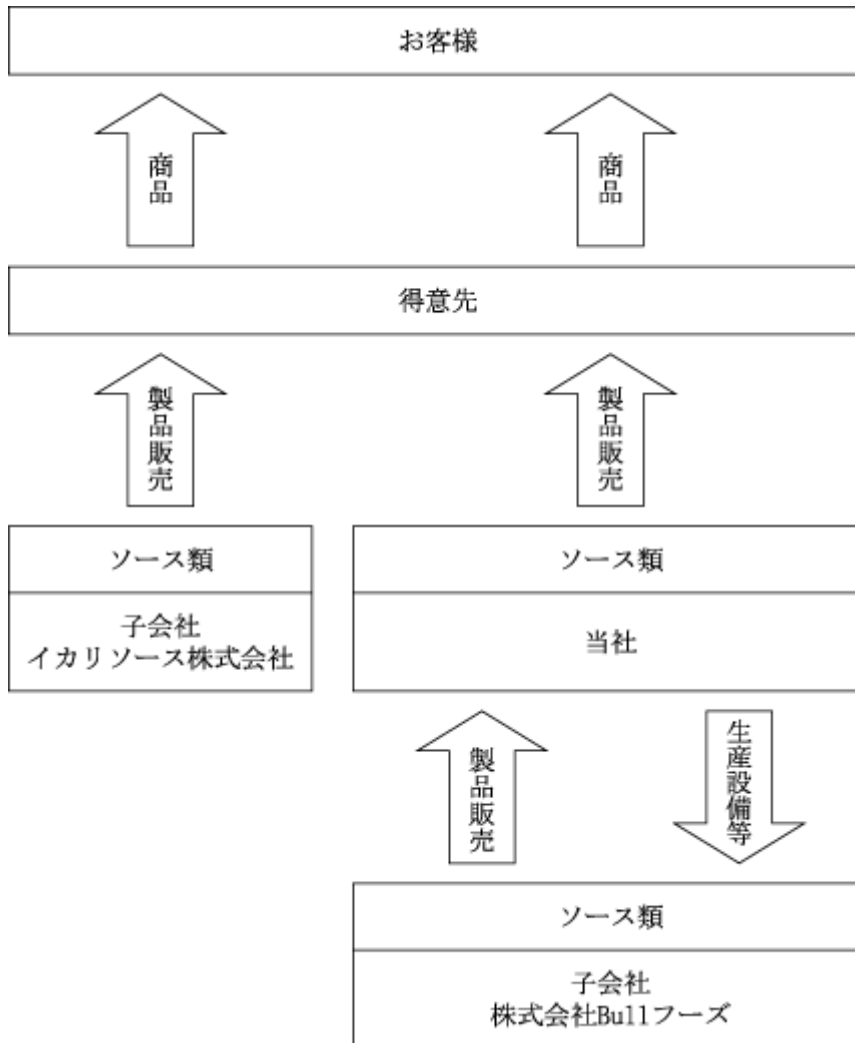 お客様
商品
商品
得意先
製品販売
製品販売
ソース類
ソース類
子会社
イカリソース株式会社
当社
製品販売
生産設備等
ソース類
子会社
株式会社Bullフーズ